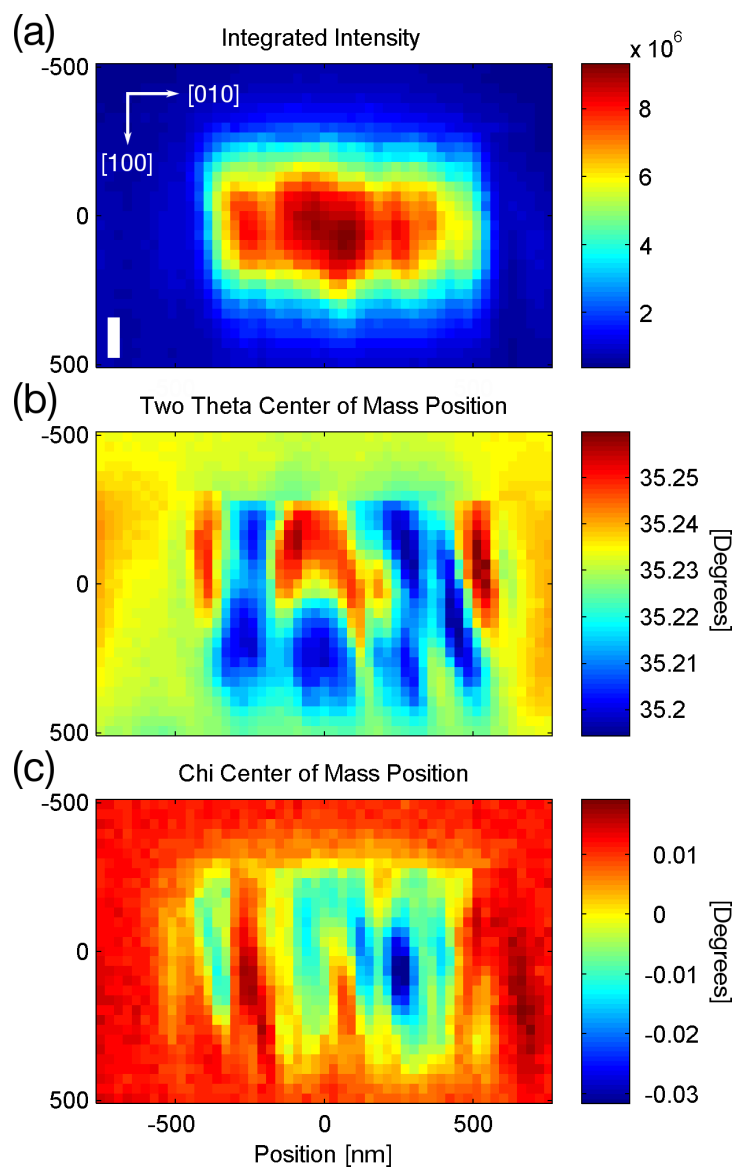 (a)
Integrated Intensity
x 10^6
-500
0
500
[010]
[100]
8
6
4
2
(b)
Two Theta Center of Mass Position
-500
0
500
35.25
35.24
35.23
35.22
35.21
35.2
[Degrees]
(c)
Chi Center of Mass Position
-500
0
500
0.01
0
-0.01
-0.02
-0.03
[Degrees]
-500 0 500
Position [nm]